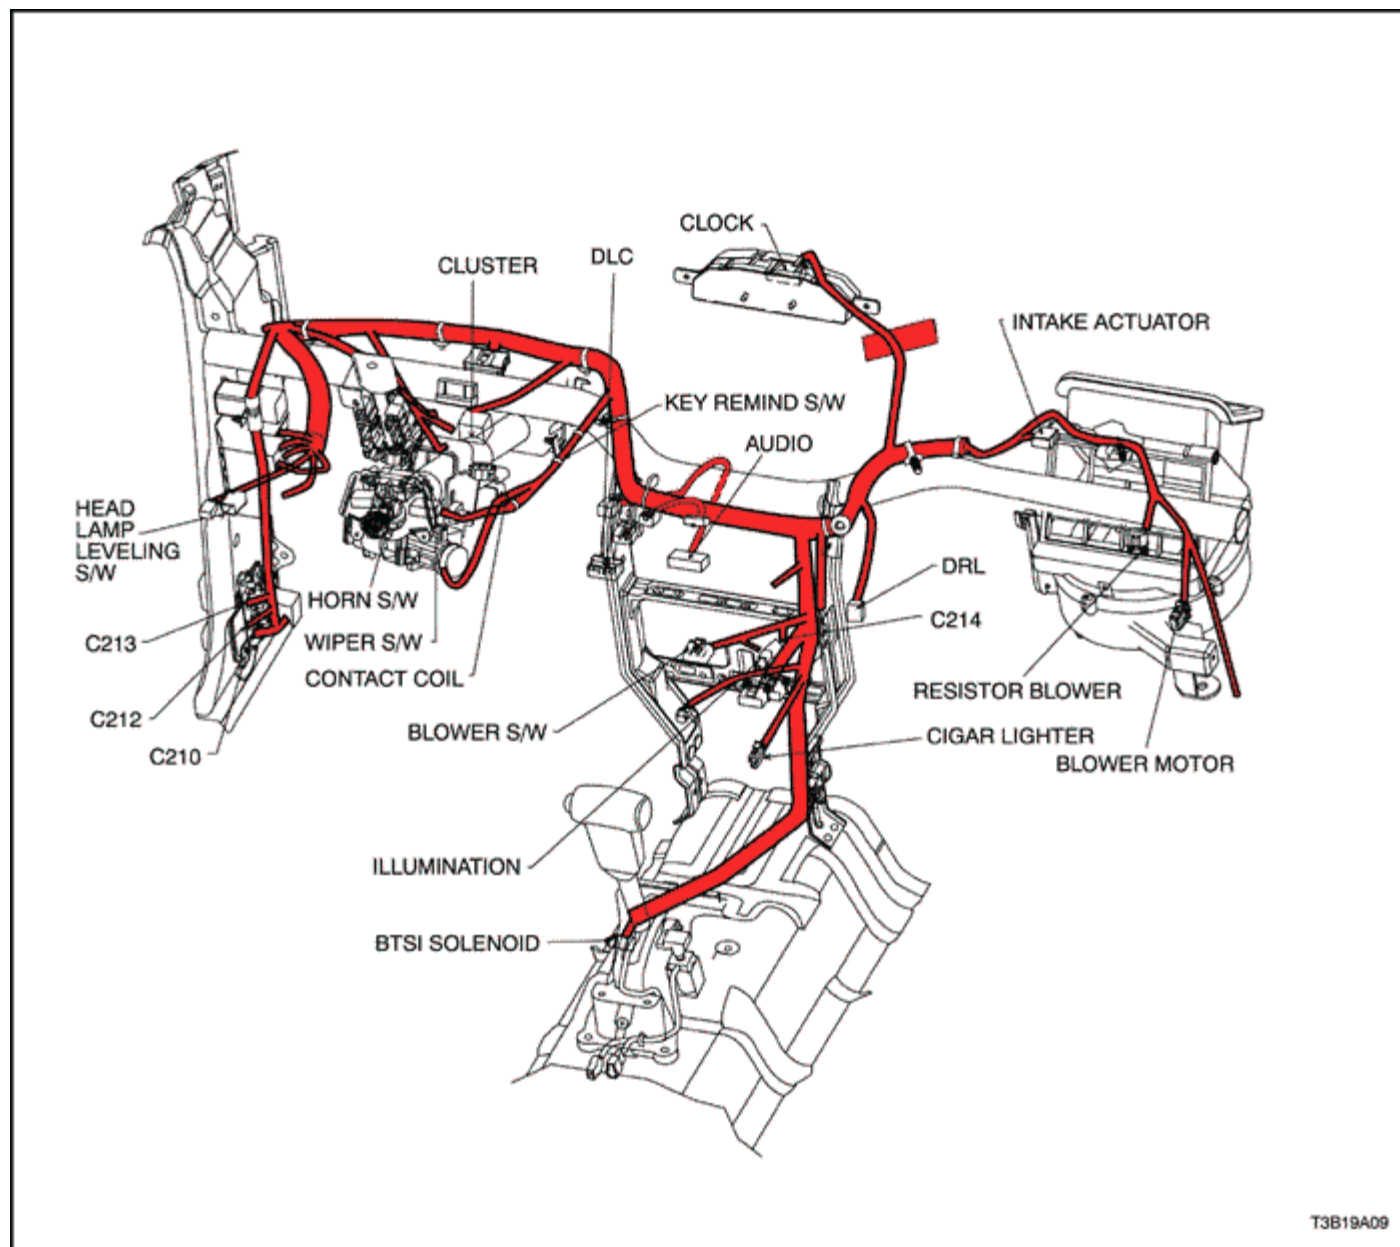 CLOCK
DLC
CLUSTER
INTAKE ACTUATOR
KEY REMIND S/W
AUDIO
HEAD
LAMP
LEVELING
S/W
DRL
HORN S/W
C214
C213
WIPER S/W
CONTACT COIL
RESISTOR BLOWER
C212
BLOWER S/W
CIGAR LIGHTER
C210
BLOWER MOTOR
ILLUMINATION
BTSI SOLENOID
T3B19A09